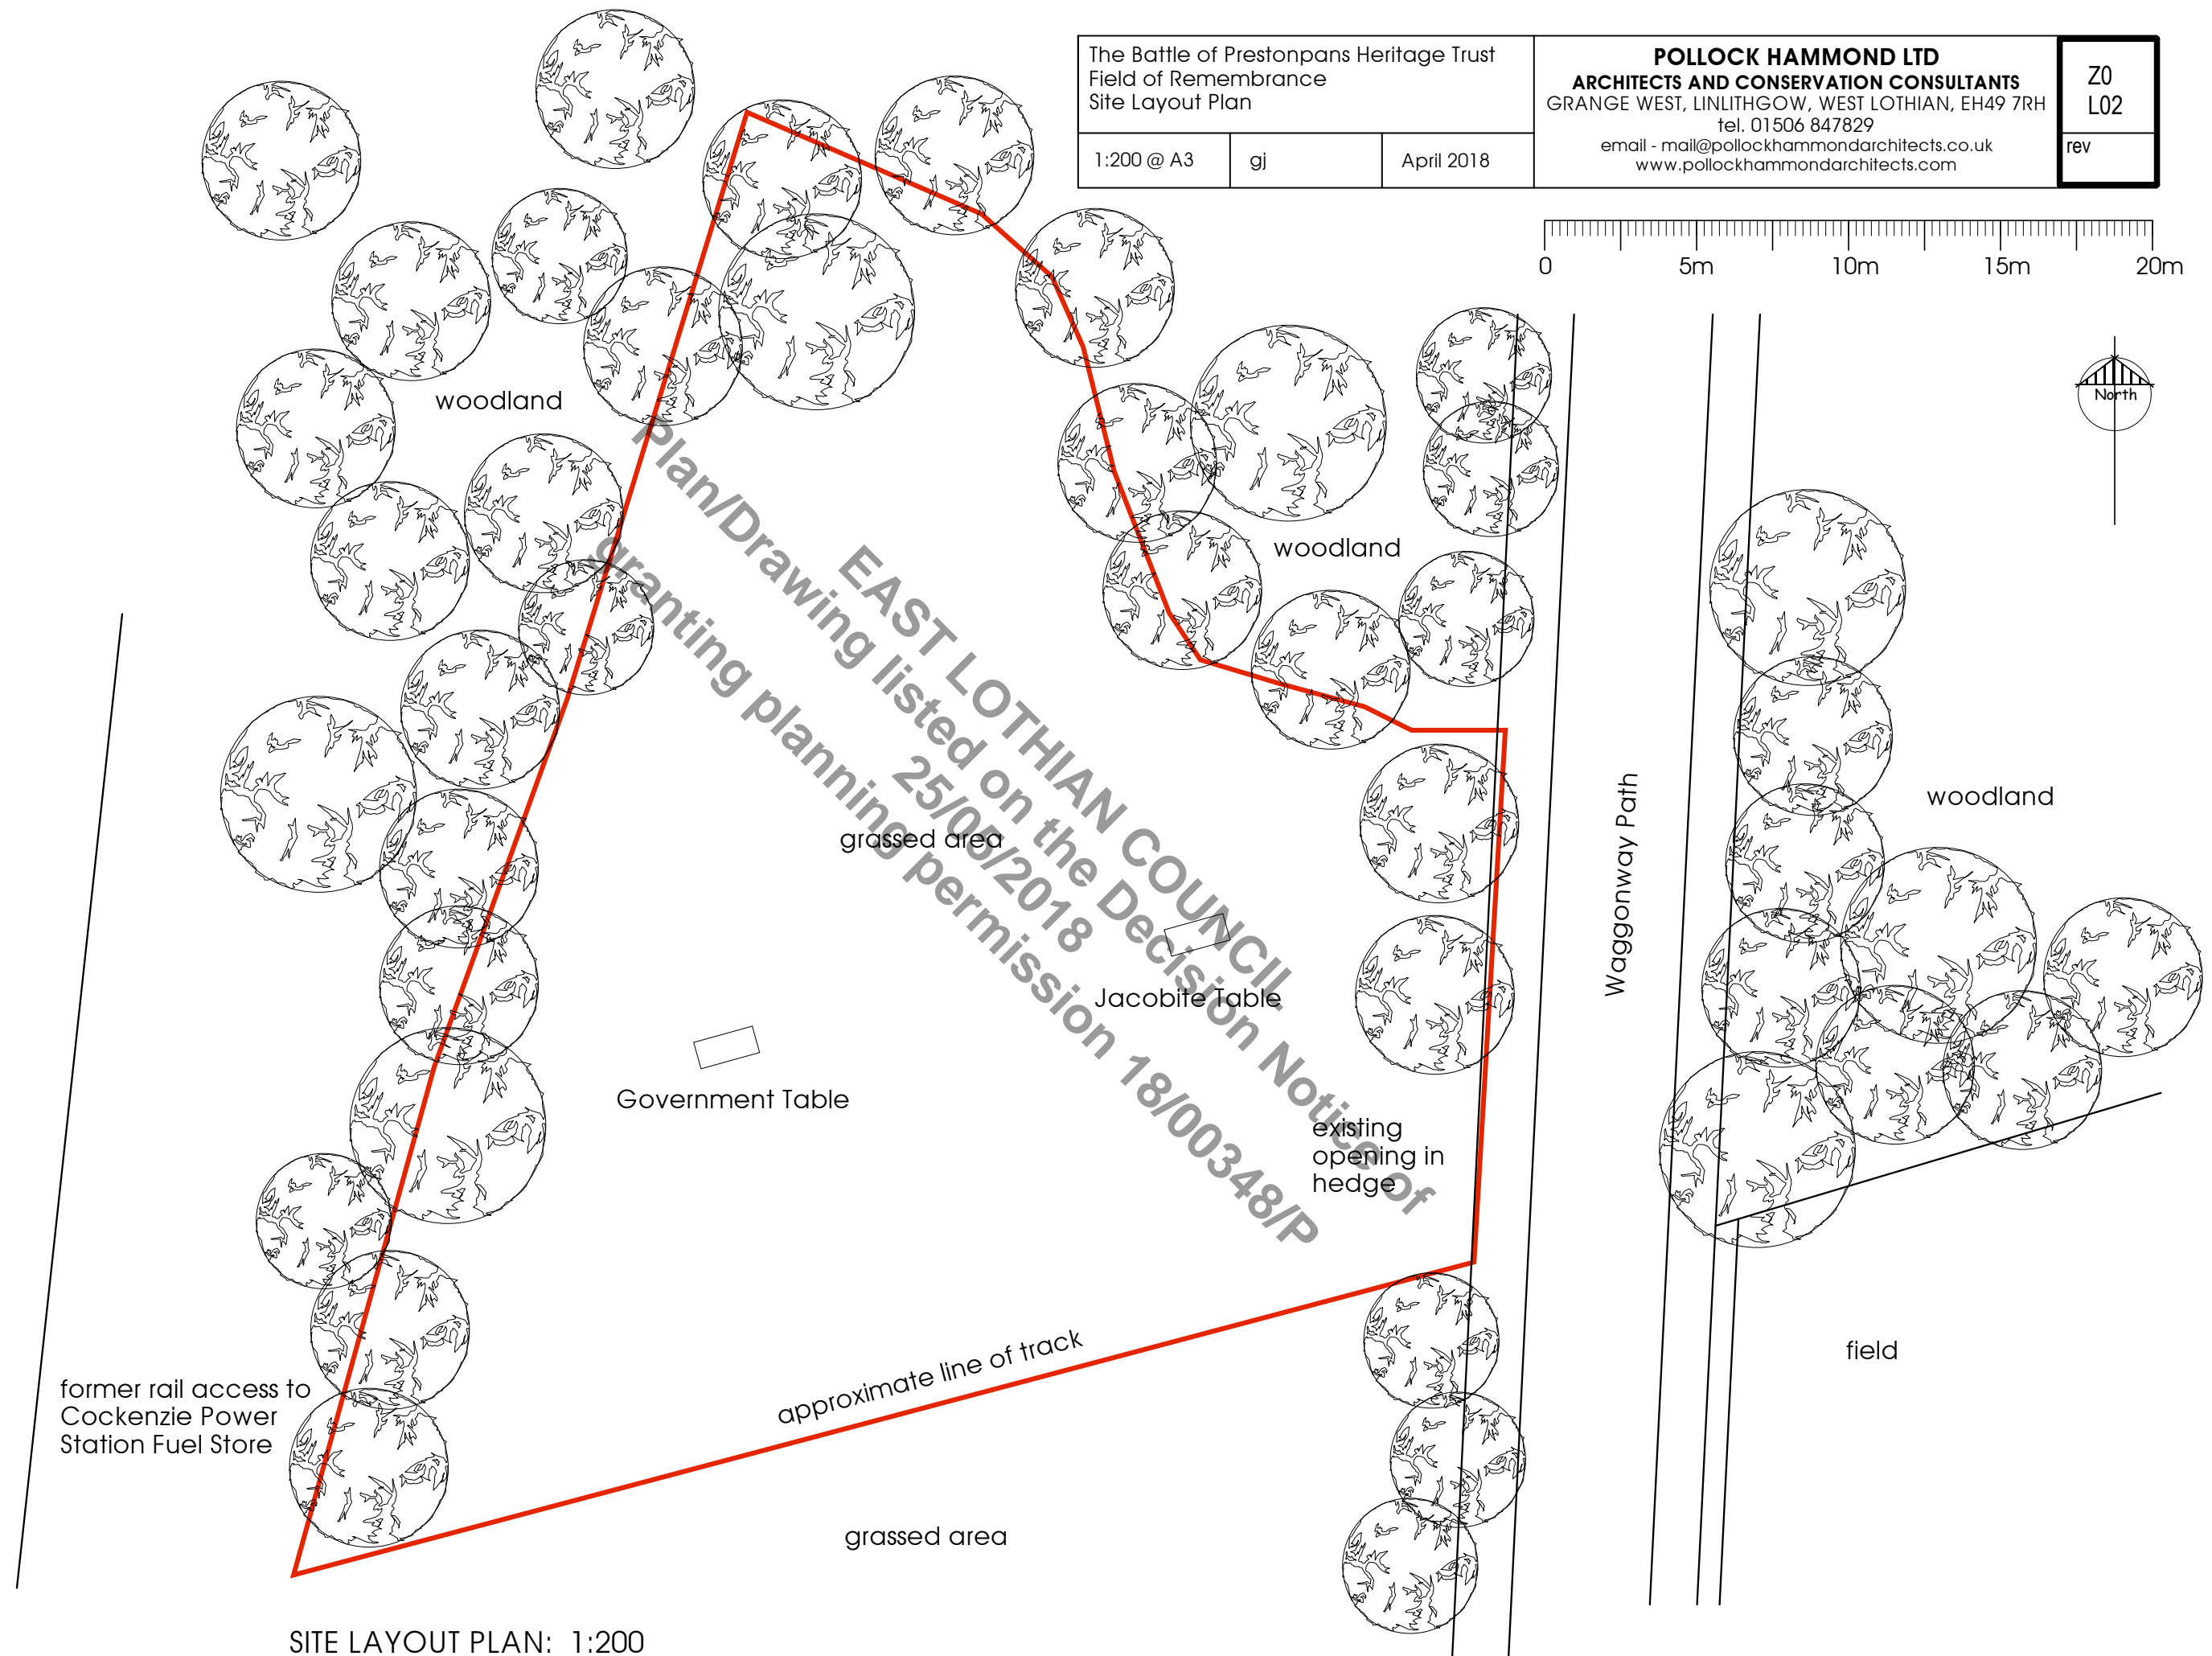 The Battle of Prestonpans Heritage Trust
Field of Remembrance
Site Layout Plan
1:200 @ A3
gj
April 2018
POLLOCK HAMMOND LTD
ARCHITECTS AND CONSERVATION CONSULTANTS
GRANGE WEST, LINLITHGOW, WEST LOTHIAN, EH49 7RH
tel. 01506 847829
email - mail@pollockhammondarchitects.co.uk
www.pollockhammondarchitects.com
Z0
L02
rev
0
5m
10m
15m
20m
North
woodland
woodland
woodland
EAST LOTHIAN COUNCIL
Plan/Drawing listed on the Decision Notice of
25/05/2018
granting planning permission 18/00348/P
grassed area
Waggonway Path
Jacobite Table
Government Table
existing
opening in
hedge
approximate line of track
field
former rail access to
Cockenzie Power
Station Fuel Store
grassed area
SITE LAYOUT PLAN: 1:200